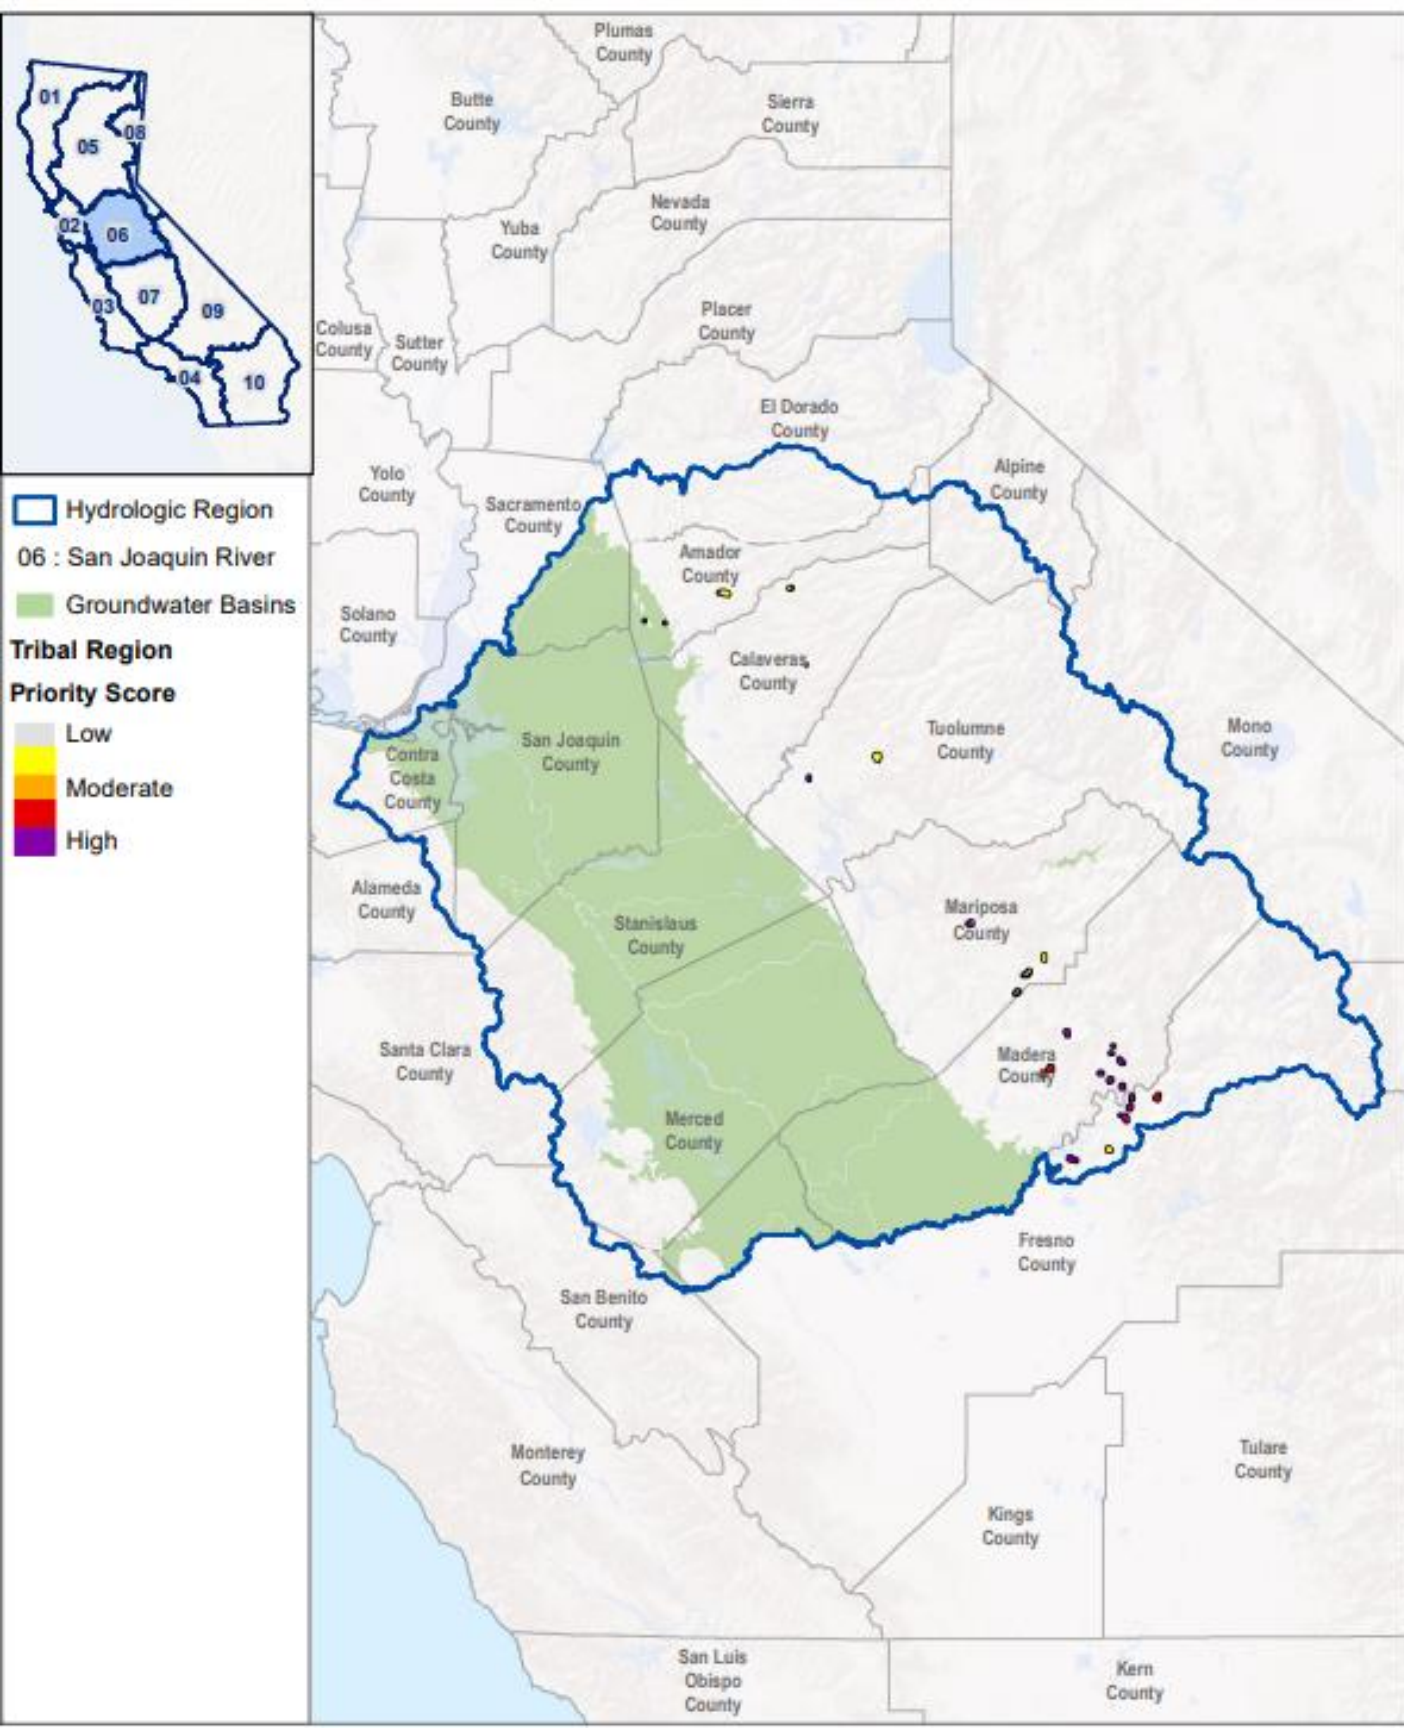 01
08
05
02
06
03
07
09
04
10
Hydrologic Region
06 : San Joaquin River
Groundwater Basins
Tribal Region
Priority Score
Low
Moderate
High
Plumas
County
Butte
County
Sierra
County
Nevada
County
Yuba
County
Placer
County
Colusa
County
Sutter
County
El Dorado
County
Yolo
County
Alpine
County
Sacramento
County
Amador
County
Solano
County
Calaveras
County
Tuolumne
County
Mono
County
San Joaquin
County
Contra
Costa
County
Alameda
County
Mariposa
County
Stanislaus
County
Santa Clara
County
Madera
County
Merced
County
Fresno
County
San Benito
County
Monterey
County
Tulare
County
Kings
County
San Luis
Obispo
County
Kern
County